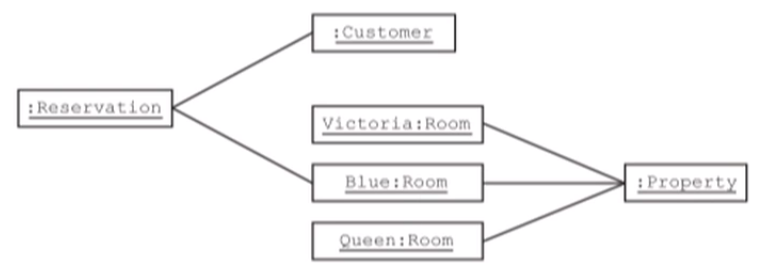 :Customer
:Reservation
Victoria:Room
Blue:Room
:Property
Queen:Room